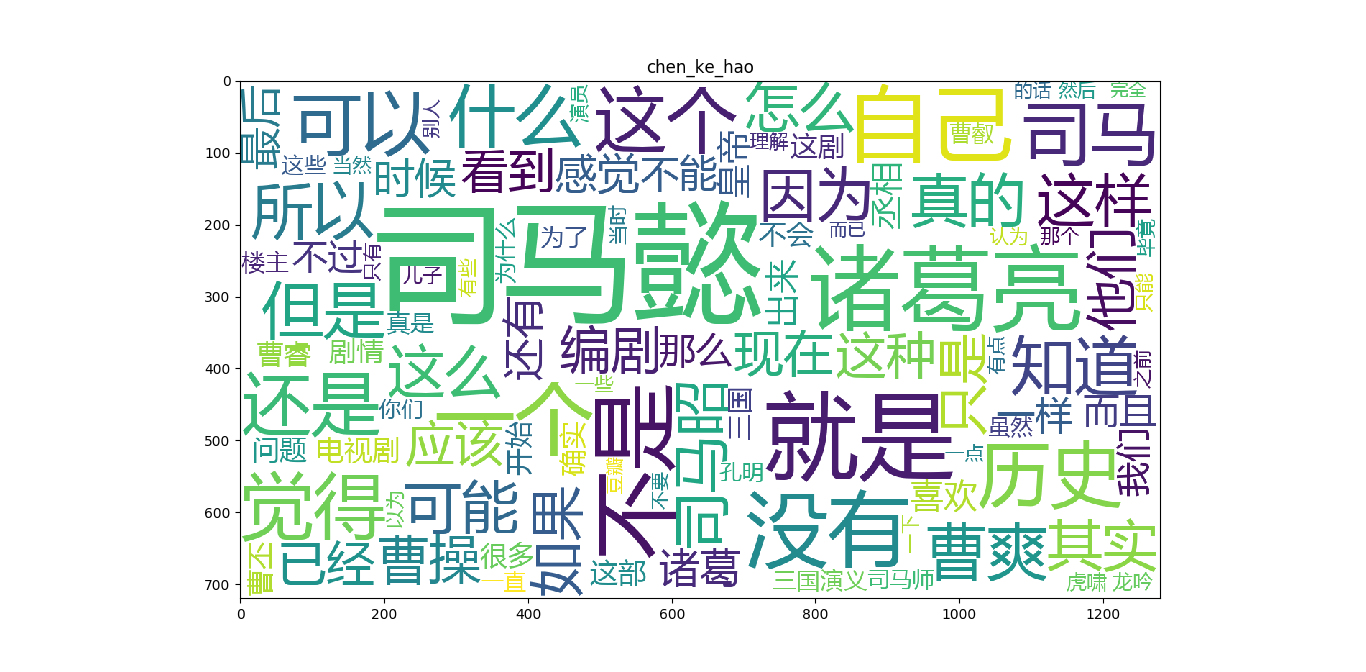 chen_ke_hao
0
100
200
300
400
500
600
700
0
200
400
600
800
1000
1200
最后
可以
别人
什么
演员
这个
怎么
自己
曹叡
的话
然后
完全
司马
这些
当然
时候
看到
感觉
不能
皇帝
理解
这剧
所以
司马懿
因为
丞相
真的
这样
楼主
不过
只有
儿子
有些
为什么
为了
当时
不会
而已
认为
那个
他们
毕竟
只能
但是
真是
还有
编剧
那么
出来
诸葛亮
现在
这种
只是
有点
知道
之前
曹睿
剧情
这么
还是
你们
一个
一些
不是
司马昭
三国
就是
一样
虽然
而且
我们
问题
电视剧
应该
开始
确实
豆瓣
不要
孔明
一点
历史
喜欢
觉得
以为
可能
如果
没有
一下
曹爽
其实
曹丕
已经
曹操
很多
一直
这部
诸葛
三国演义
司马师
虎啸
龙吟